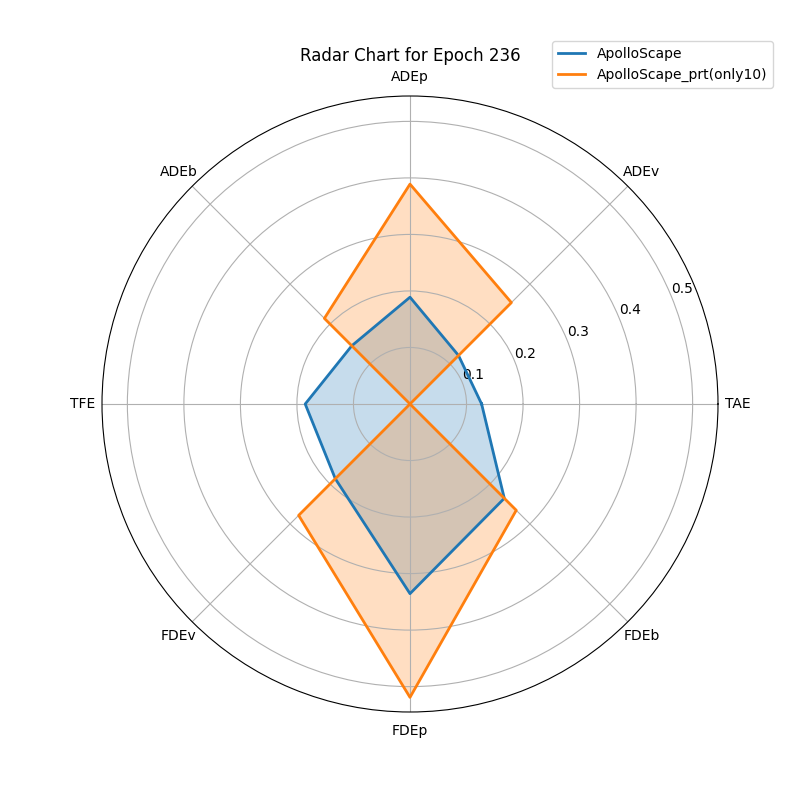 Radar Chart for Epoch 236
ApolloScape
ApolloScape_prt(only10)
ADEp
ADEb
ADEv
0.5
0.4
0.3
0.2
0.1
TFE
TAE
FDEv
FDEb
FDEp